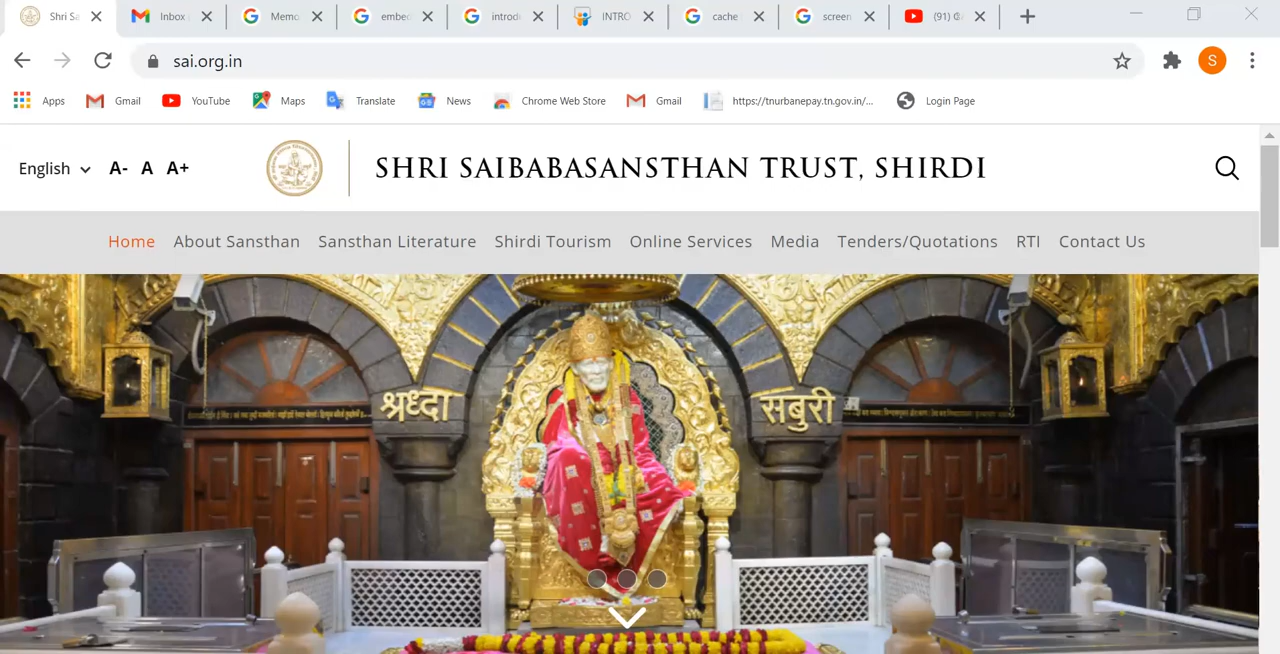 Shri Sa Inbox Memo embed introd INTRO cache screen (91)
sai.org.in S
Apps Gmail YouTube Maps Translate News Chrome Web Store Gmail https://tnurbanepay.tn.gov.in/... Login Page
English A- A A+ SHRI SAIBABASANSTHAN TRUST, SHIRDI
Home About Sansthan Sansthan Literature Shirdi Tourism Online Services Media Tenders/Quotations RTI Contact Us
श्रध्दा सबुरी